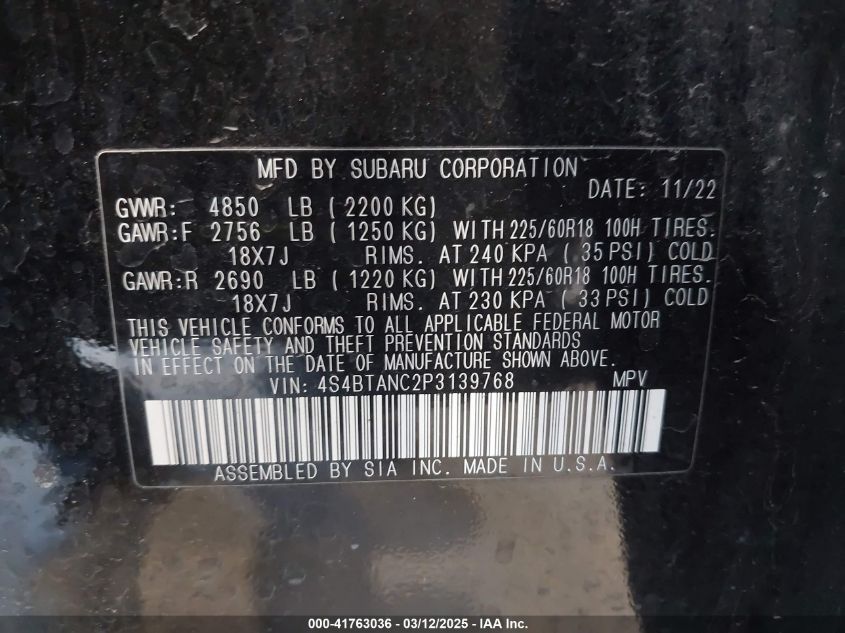 MFD BY SUBARU CORPORATION
DATE: 11/22
GVWR: 4850 LB ( 2200 KG)
GAWR:F 2756 LB ( 1250 KG) WITH 225/60R18 100H TIRES.
18X7J RIMS. AT 240 KPA ( 35 PSI) COLD
GAWR:R 2690 LB ( 1220 KG) WITH 225/60R18 100H TIRES.
18X7J RIMS. AT 230 KPA ( 33 PSI) COLD
THIS VEHICLE CONFORMS TO ALL APPLICABLE FEDERAL MOTOR
VEHICLE SAFETY AND THEFT PREVENTION STANDARDS
IN EFFECT ON THE DATE OF MANUFACTURE SHOWN ABOVE.
VIN: 4S4BTANC2P3139768 MPV
ASSEMBLED BY SIA INC. MADE IN U.S.A.
000-41763036 - 03/12/2025 - IAA Inc.